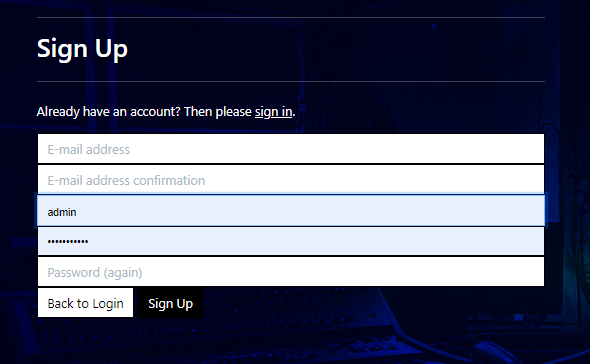 Sign Up
Already have an account? Then please sign in.
E-mail address
E-mail address confirmation
admin
•••••••••••
Password (again)
Back to Login Sign Up